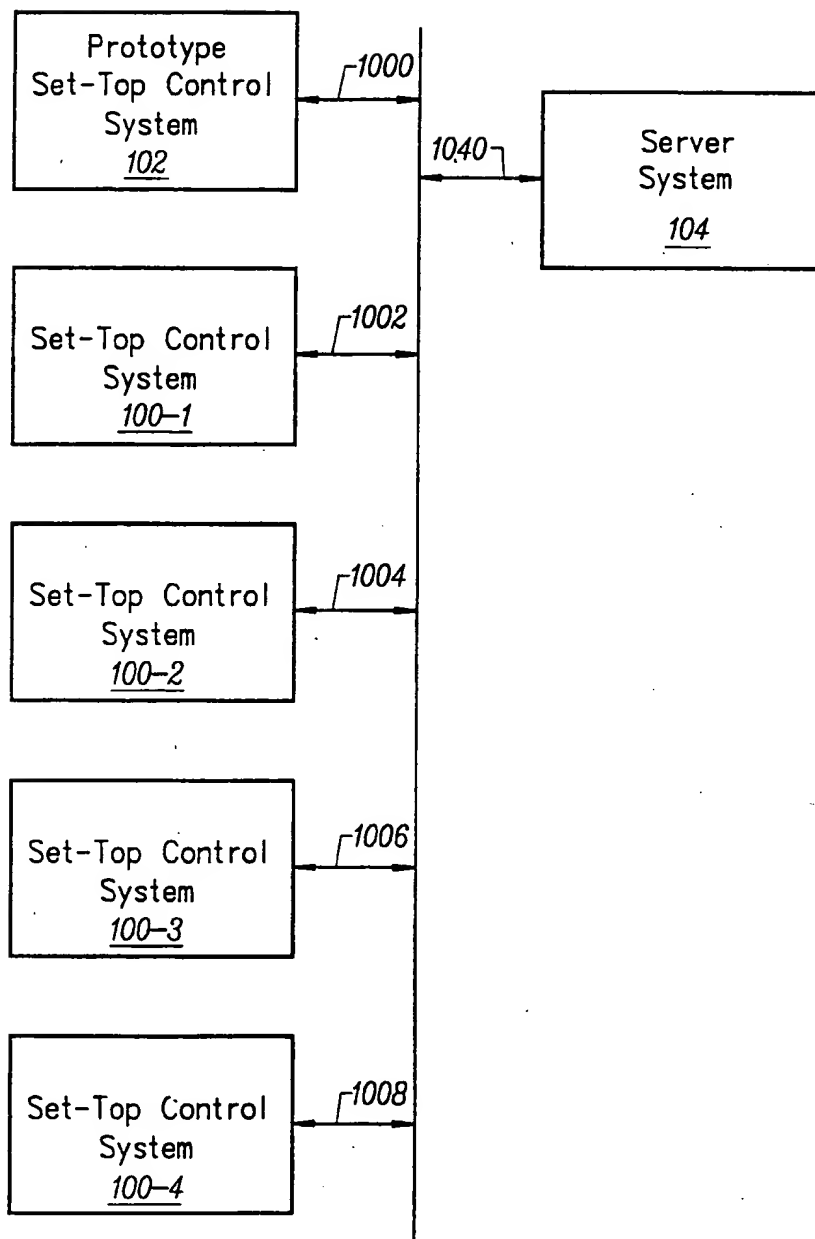 Prototype
Set-Top Control
System
102
1000
1040
Server
System
104
1002
Set-Top Control
System
100-1
1004
Set-Top Control
System
100-2
1006
Set-Top Control
System
100-3
1008
Set-Top Control
System
100-4